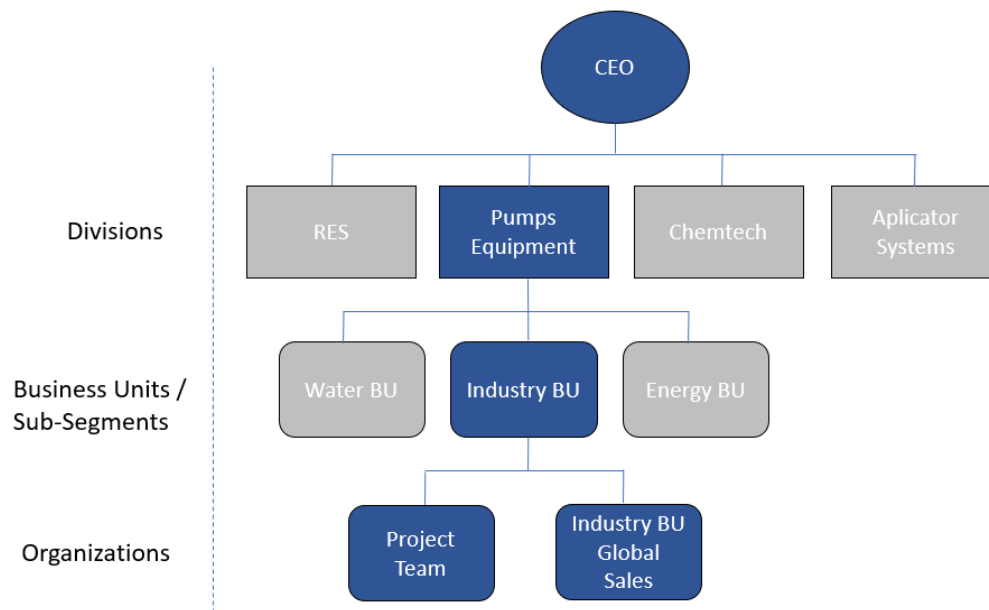 CEO
Divisions
RES
Pumps
Equipment
Chemtech
Aplicator
Systems
Business Units /
Sub-Segments
Water BU
Industry BU
Energy BU
Organizations
Project
Team
Industry BU
Global
Sales